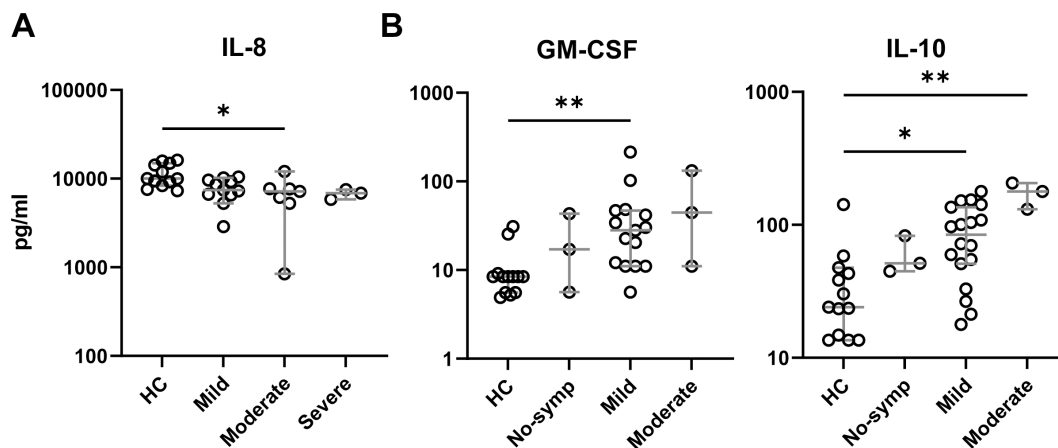 A
B
IL-8
GM-CSF
IL-10
pg/ml
100000
10000
1000
100
*
HC
Mild
Moderate
Severe
1000
100
10
1
**
HC
No-symp
Mild
Moderate
1000
100
10
**
*
HC
No-symp
Mild
Moderate